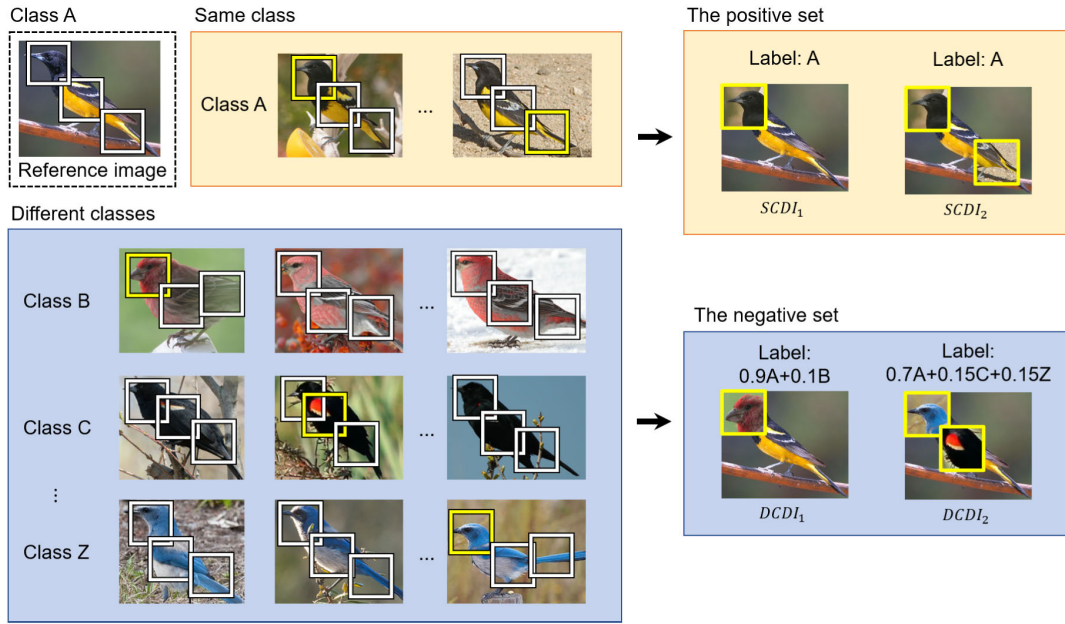 Class A
Reference image
Same class
Class A
...
The positive set
Label: A
Label: A
SCDI₁
SCDI₂
Different classes
Class B
...
Class C
...
⋮
Class Z
...
The negative set
Label:
0.9A+0.1B
Label:
0.7A+0.15C+0.15Z
DCDI₁
DCDI₂